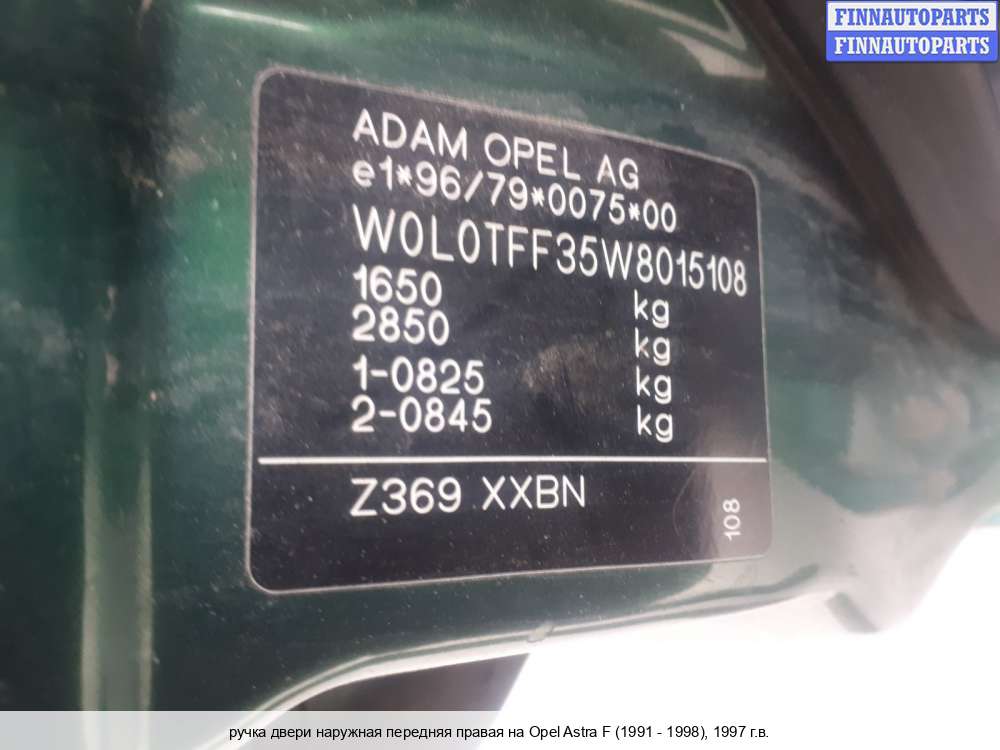 FINNAUTOPARTS
FINNAUTOPARTS
ADAM OPEL AG
e1*96/79*0075*00
W0L0TFF35W8015108
1650 kg
2850 kg
1-0825 kg
2-0845 kg
Z369 XXBN
108
ручка двери наружная передняя правая на Opel Astra F (1991 - 1998), 1997 г.в.